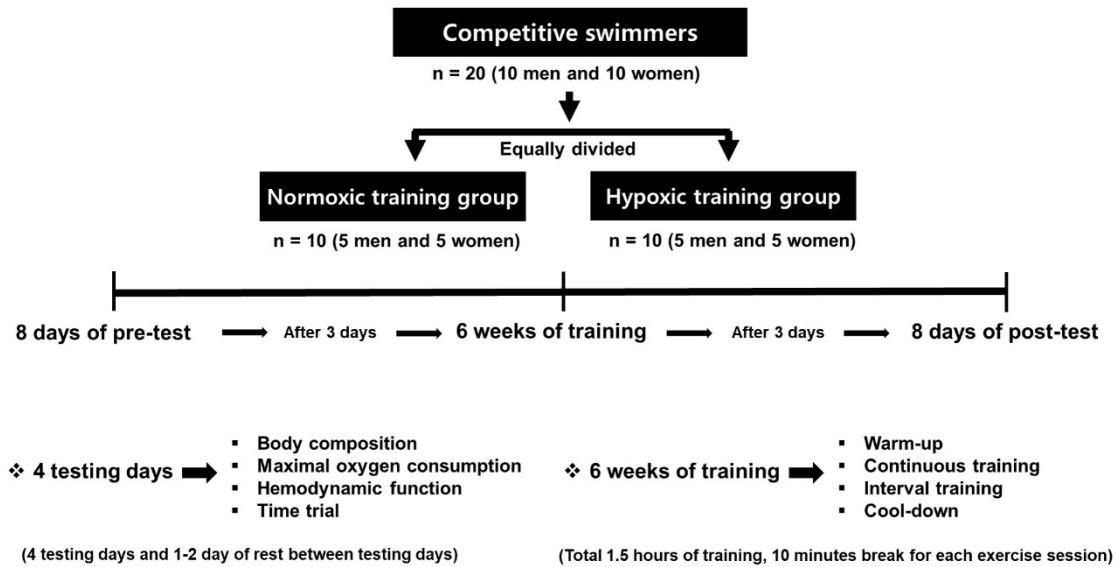 Competitive swimmers
n = 20 (10 men and 10 women)
Equally divided
Normoxic training group
Hypoxic training group
n = 10 (5 men and 5 women)
n = 10 (5 men and 5 women)
8 days of pre-test
After 3 days
6 weeks of training
After 3 days
8 days of post-test
❖ 4 testing days
▪ Body composition
▪ Maximal oxygen consumption
▪ Hemodynamic function
▪ Time trial
(4 testing days and 1-2 day of rest between testing days)
❖ 6 weeks of training
▪ Warm-up
▪ Continuous training
▪ Interval training
▪ Cool-down
(Total 1.5 hours of training, 10 minutes break for each exercise session)